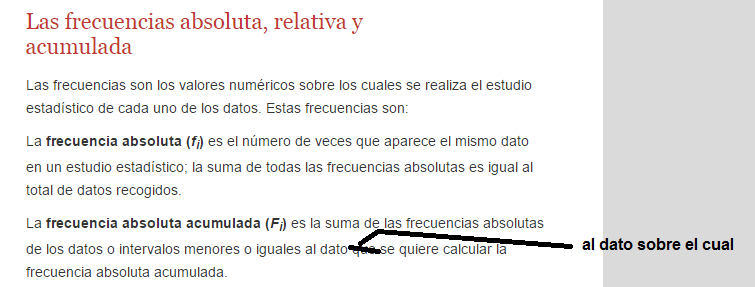 Las frecuencias absoluta, relativa y
acumulada
Las frecuencias son los valores numéricos sobre los cuales se realiza el estudio
estadístico de cada uno de los datos. Estas frecuencias son:
La frecuencia absoluta (fi) es el número de veces que aparece el mismo dato
en un estudio estadístico; la suma de todas las frecuencias absolutas es igual al
total de datos recogidos.
La frecuencia absoluta acumulada (Fi) es la suma de las frecuencias absolutas
de los datos o intervalos menores o iguales al dato que se quiere calcular la
al dato sobre el cual
frecuencia absoluta acumulada.